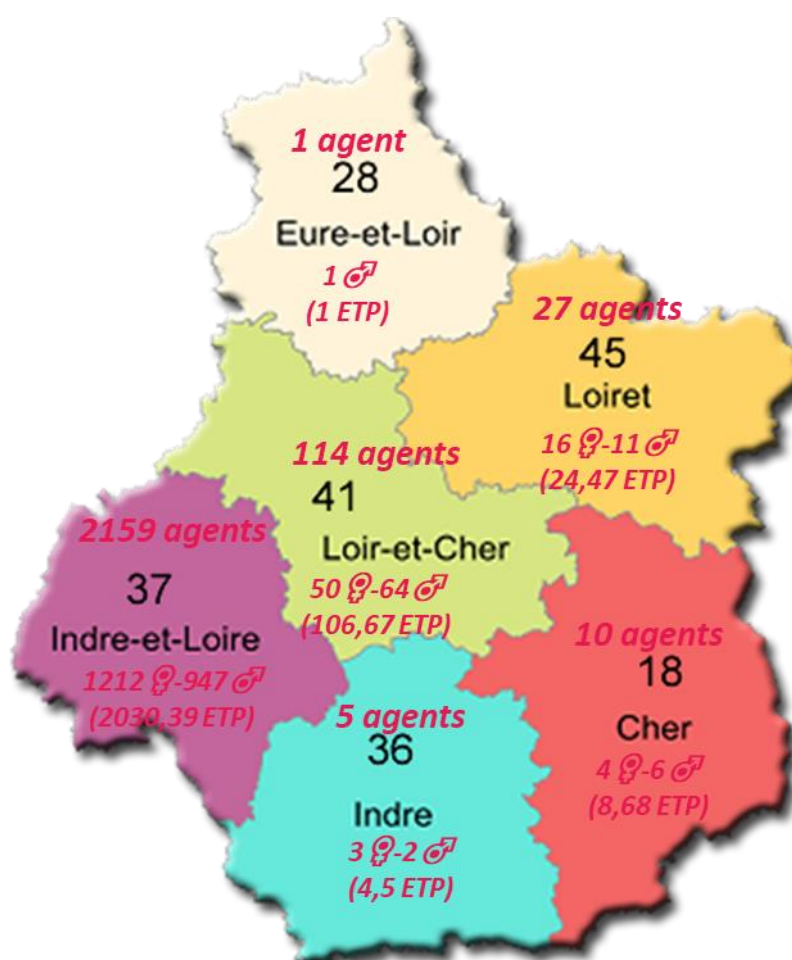 1 agent
28
Eure-et-Loir
1 ♂
(1 ETP)
27 agents
45
Loiret
16 ♀-11 ♂
(24,47 ETP)
114 agents
41
Loir-et-Cher
50 ♀-64 ♂
(106,67 ETP)
2159 agents
37
Indre-et-Loire
1212 ♀-947 ♂
(2030,39 ETP)
10 agents
18
Cher
4 ♀-6 ♂
(8,68 ETP)
5 agents
36
Indre
3 ♀-2 ♂
(4,5 ETP)